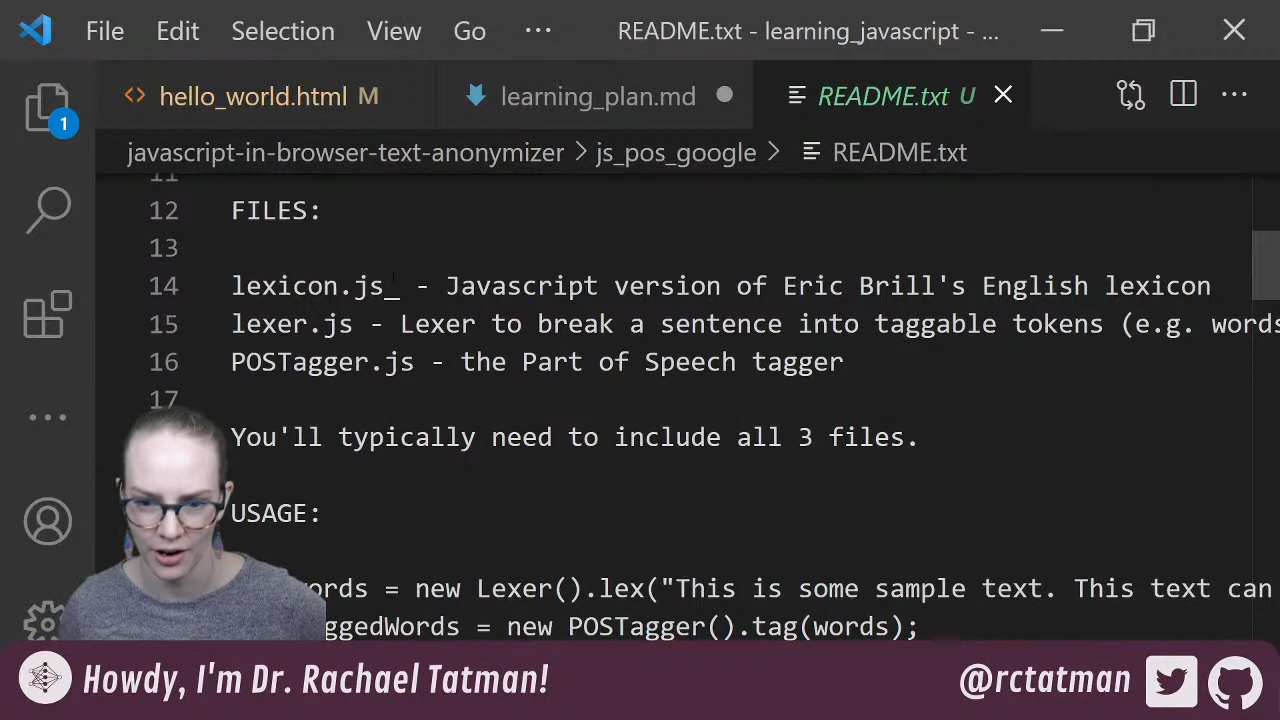 File Edit Selection View Go ··· README.txt - learning_javascript - ...
hello_world.html M learning_plan.md README.txt U
javascript-in-browser-text-anonymizer > js_pos_google > README.txt
1
11
12 FILES:
13
14 lexicon.js_ - Javascript version of Eric Brill's English lexicon
15 lexer.js - Lexer to break a sentence into taggable tokens (e.g. words
16 POSTagger.js - the Part of Speech tagger
17
You'll typically need to include all 3 files.
USAGE:
= new Lexer().lex("This is some sample text. This text can
= new POSTagger().tag(words);
Howdy, I'm Dr. Rachael Tatman!
@rctatman